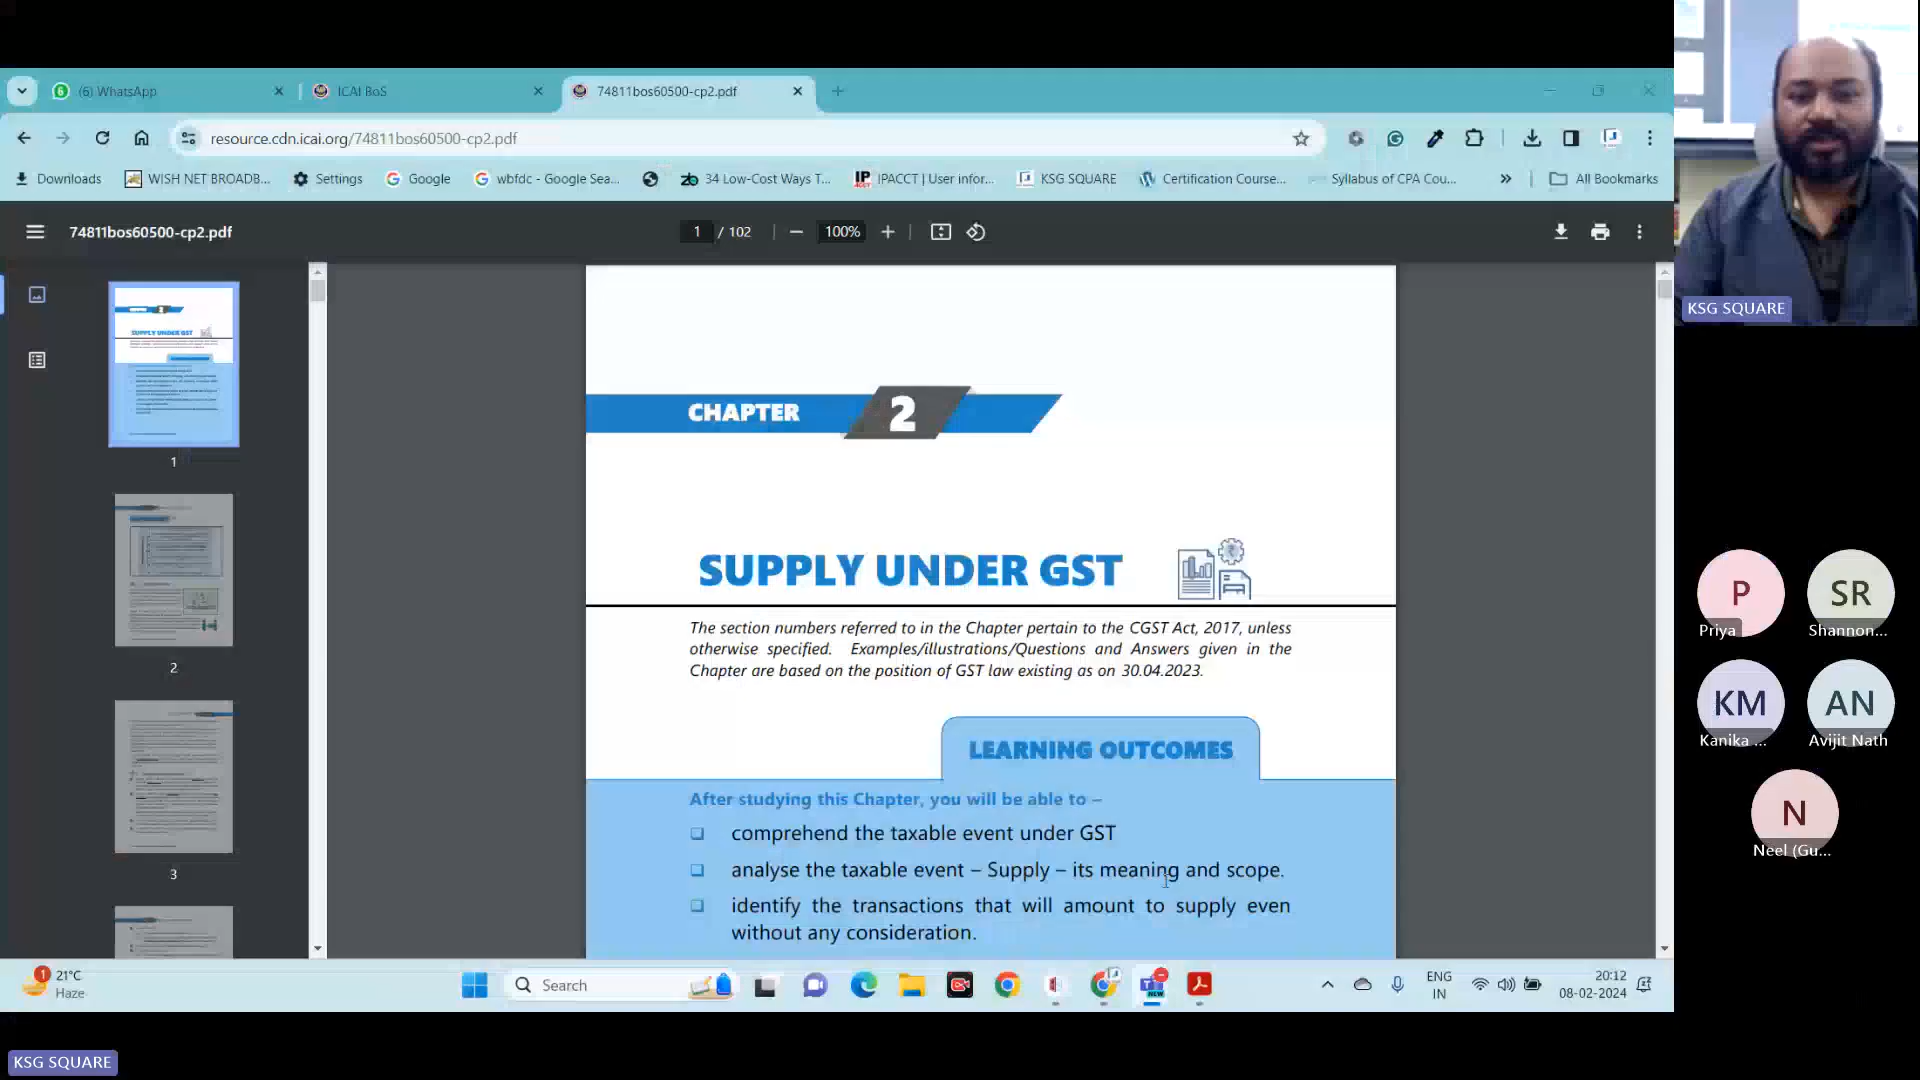 (6) WhatsApp
ICAI BoS
74811bos60500-cp2.pdf
resource.cdn.icai.org/74811bos60500-cp2.pdf
Downloads
WISH NET BROADB...
Settings
Google
wbfdc - Google Sea...
34 Low-Cost Ways T...
IPACCT | User infor...
KSG SQUARE
Certification Course...
Syllabus of CPA Cou...
»
All Bookmarks
74811bos60500-cp2.pdf
1 / 102
100%
CHAPTER 2
SUPPLY UNDER GST
The section numbers referred to in the Chapter pertain to the CGST Act, 2017, unless
otherwise specified. Examples/illustrations/Questions and Answers given in the
Chapter are based on the position of GST law existing as on 30.04.2023.
LEARNING OUTCOMES
After studying this Chapter, you will be able to –
comprehend the taxable event under GST
analyse the taxable event – Supply – its meaning and scope.
identify the transactions that will amount to supply even
without any consideration.
SUPPLY UNDER GST
1
2
3
KSG SQUARE
P
Priya
SR
Shannon...
KM
Kanika ...
AN
Avijit Nath
N
Neel (Gu...
1
21°C
Haze
Search
NEW
ENG
IN
20:12
08-02-2024
KSG SQUARE